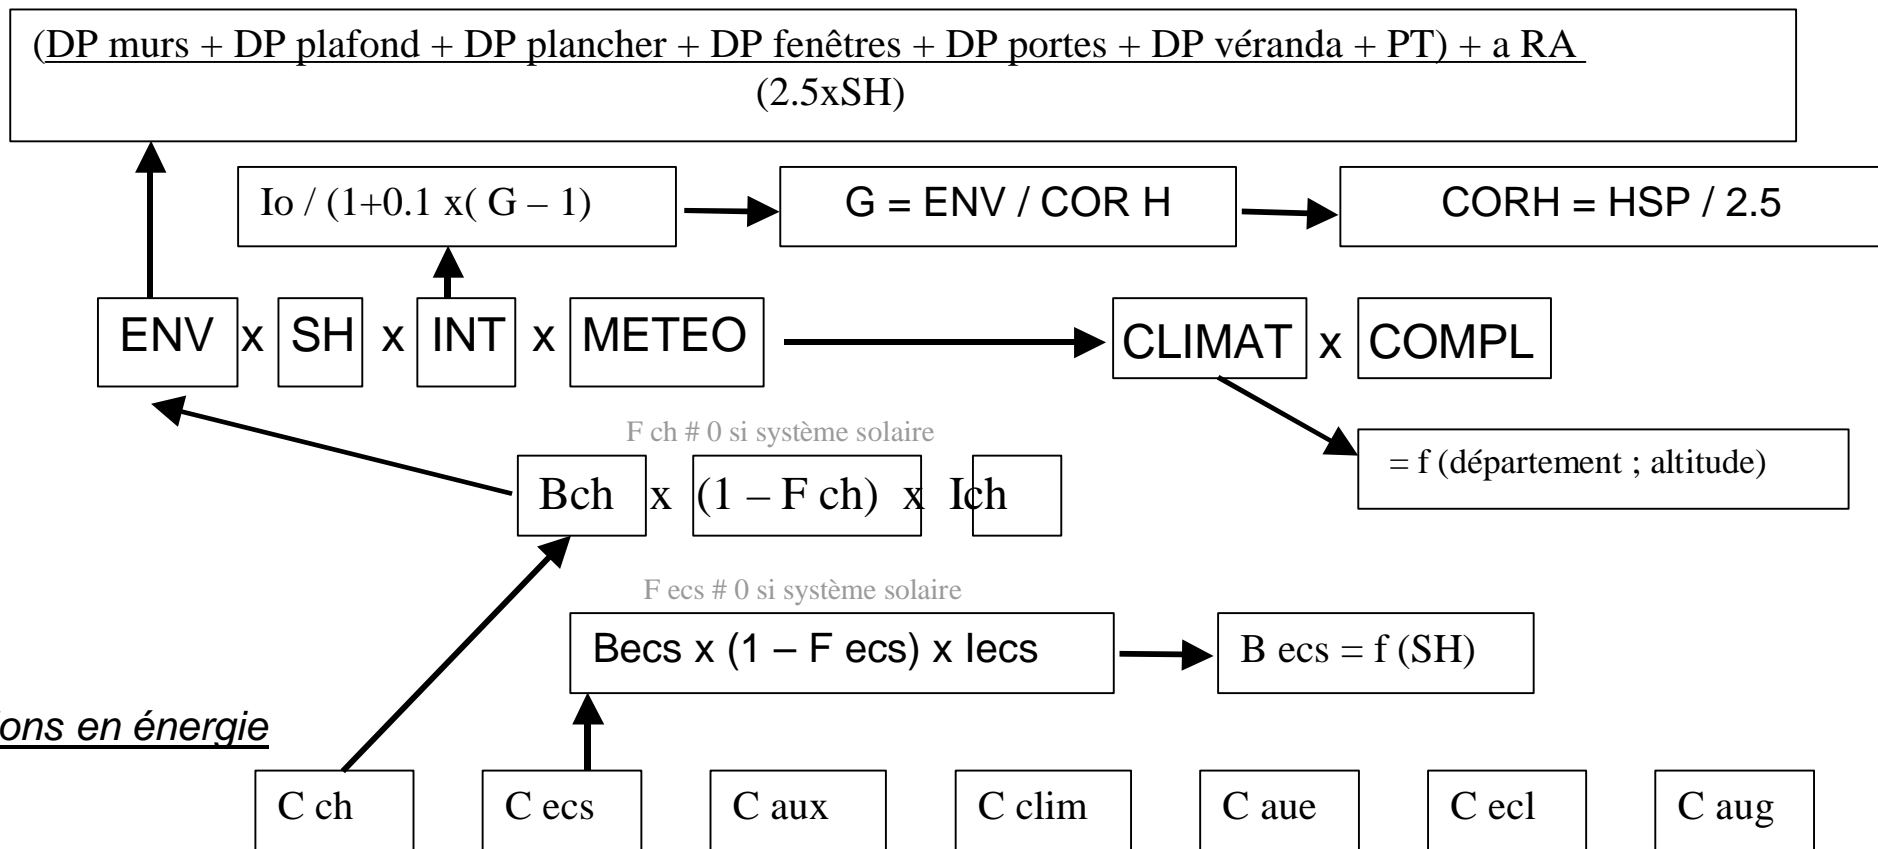 (DP murs + DP plafond + DP plancher + DP fenêtres + DP portes + DP véranda + PT) + a RA
(2.5xSH)
Io / (1+0.1 x( G – 1)
G = ENV / COR H
CORH = HSP / 2.5
ENV x SH x INT x METEO
CLIMAT x COMPL
F ch # 0 si système solaire
= f (département ; altitude)
Bch x (1 – F ch) x Ich
F ecs # 0 si système solaire
Becs x (1 – F ecs) x Iecs
B ecs = f (SH)
ions en énergie
C ch
C ecs
C aux
C clim
C aue
C ecl
C aug